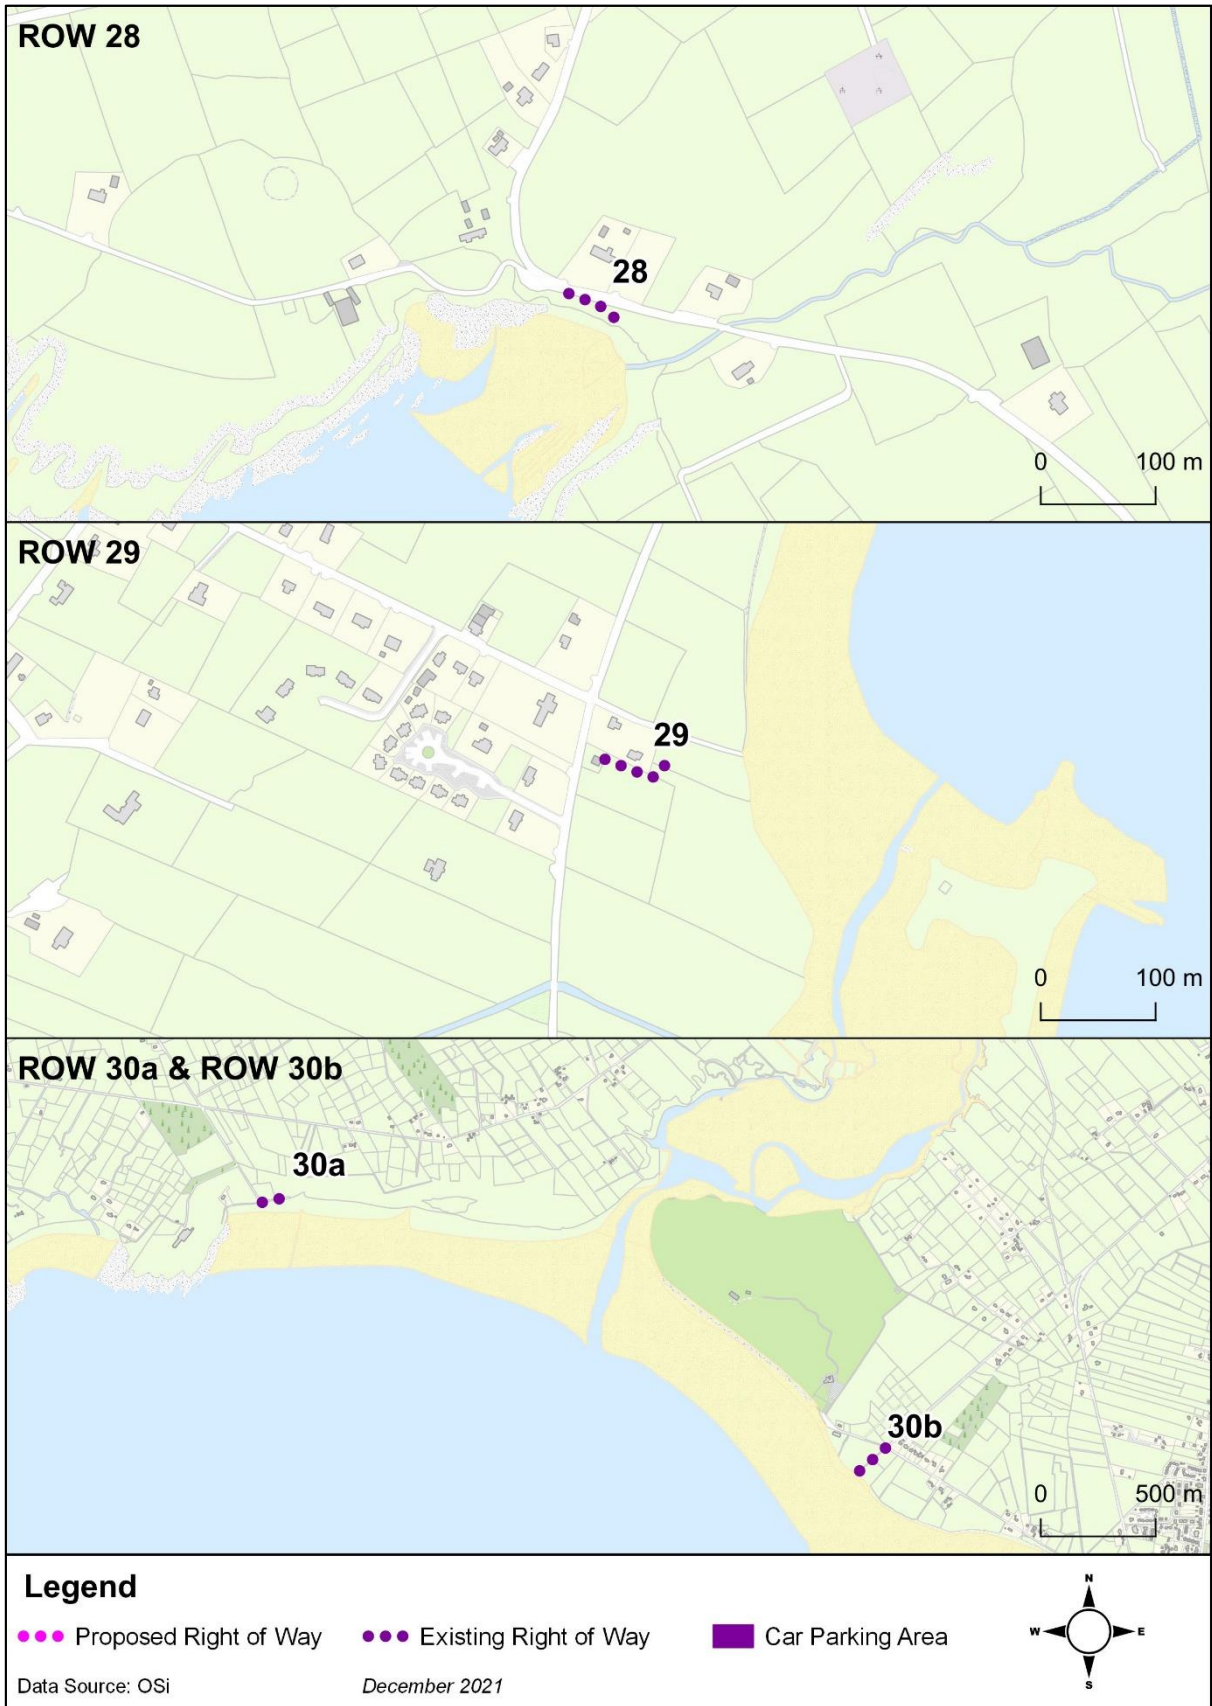 ROW 28
28
0 100 m
ROW 29
29
0 100 m
ROW 30a & ROW 30b
30a
30b
0 500 m
Legend
Proposed Right of Way Existing Right of Way Car Parking Area
Data Source: OSi December 2021
N
W E
S